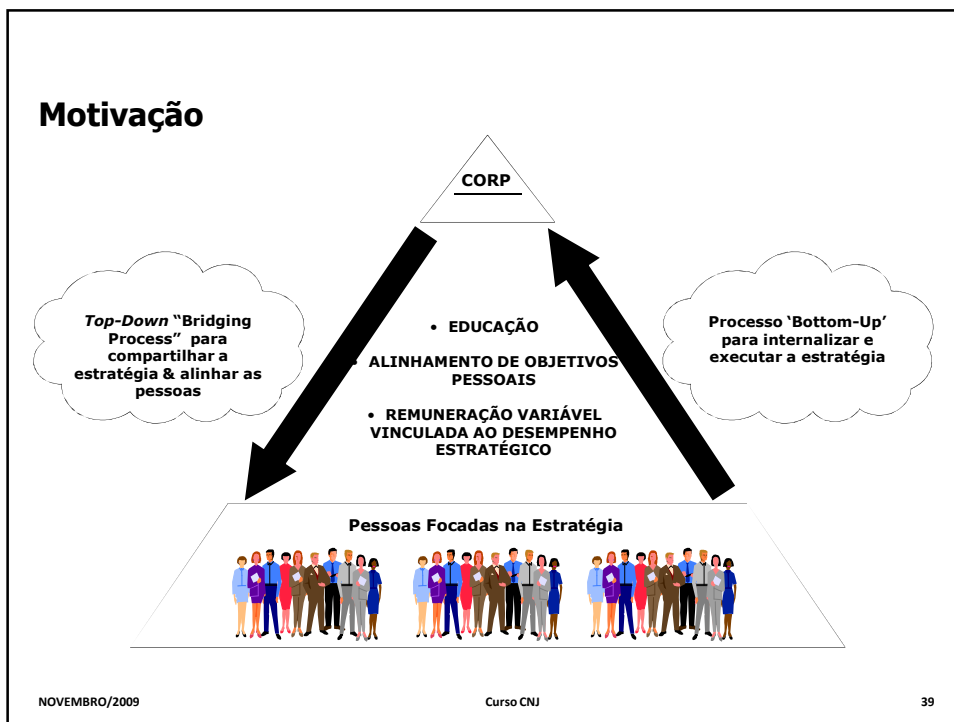 Motivação
CORP
Top-Down “Bridging
Process” para
compartilhar a
estratégia & alinhar as
pessoas
• EDUCAÇÃO
• ALINHAMENTO DE OBJETIVOS
PESSOAIS
• REMUNERAÇÃO VARIÁVEL
VINCULADA AO DESEMPENHO
ESTRATÉGICO
Processo ‘Bottom-Up’
para internalizar e
executar a estratégia
Pessoas Focadas na Estratégia
NOVEMBRO/2009
Curso CNJ
39